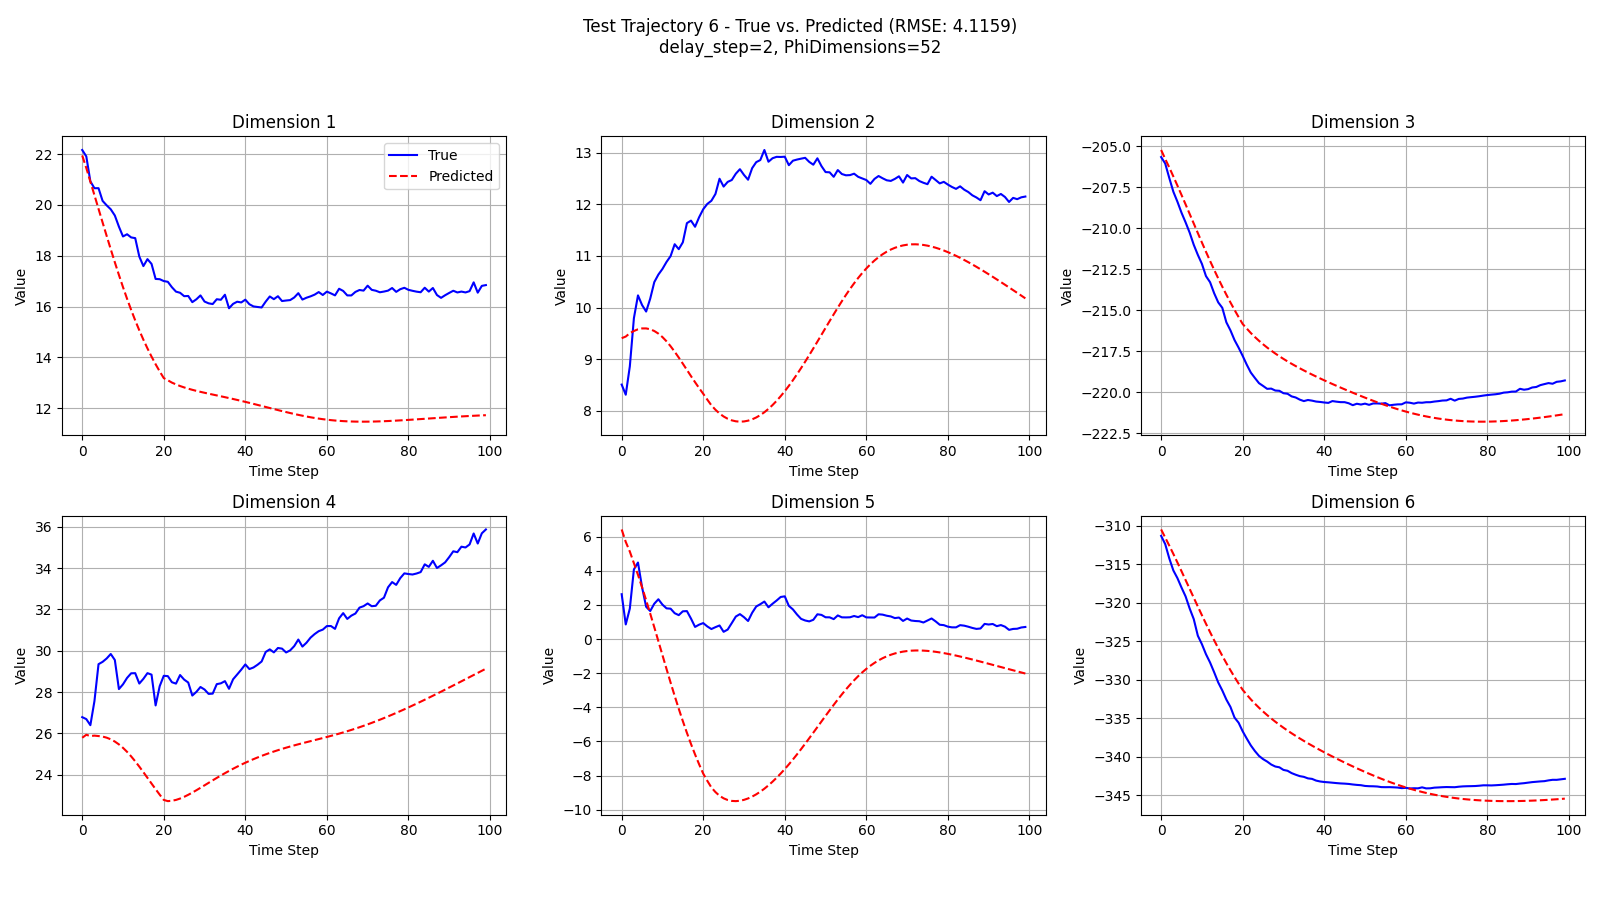 Test Trajectory 6 - True vs. Predicted (RMSE: 4.1159)
delay_step=2, PhiDimensions=52
Dimension 1
22
20
18
16
14
12
0 20 40 60 80 100
Value
Time Step
True
Predicted
Dimension 2
13
12
11
10
9
8
0 20 40 60 80 100
Value
Time Step
Dimension 3
−205.0
−207.5
−210.0
−212.5
−215.0
−217.5
−220.0
−222.5
0 20 40 60 80 100
Value
Time Step
Dimension 4
36
34
32
30
28
26
24
0 20 40 60 80 100
Value
Time Step
Dimension 5
6
4
2
0
−2
−4
−6
−8
−10
0 20 40 60 80 100
Value
Time Step
Dimension 6
−310
−315
−320
−325
−330
−335
−340
−345
0 20 40 60 80 100
Value
Time Step